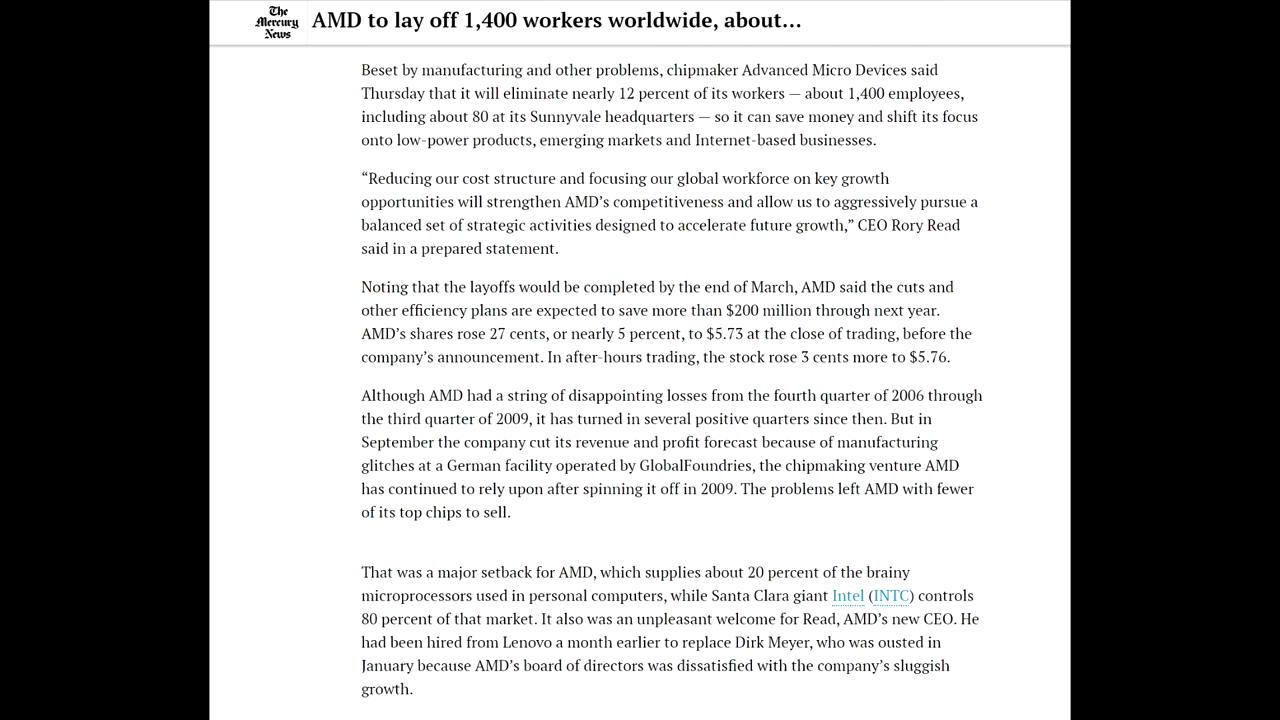 The
Mercury
News
AMD to lay off 1,400 workers worldwide, about...
Beset by manufacturing and other problems, chipmaker Advanced Micro Devices said
Thursday that it will eliminate nearly 12 percent of its workers — about 1,400 employees,
including about 80 at its Sunnyvale headquarters — so it can save money and shift its focus
onto low-power products, emerging markets and Internet-based businesses.
“Reducing our cost structure and focusing our global workforce on key growth
opportunities will strengthen AMD’s competitiveness and allow us to aggressively pursue a
balanced set of strategic activities designed to accelerate future growth,” CEO Rory Read
said in a prepared statement.
Noting that the layoffs would be completed by the end of March, AMD said the cuts and
other efficiency plans are expected to save more than $200 million through next year.
AMD’s shares rose 27 cents, or nearly 5 percent, to $5.73 at the close of trading, before the
company’s announcement. In after-hours trading, the stock rose 3 cents more to $5.76.
Although AMD had a string of disappointing losses from the fourth quarter of 2006 through
the third quarter of 2009, it has turned in several positive quarters since then. But in
September the company cut its revenue and profit forecast because of manufacturing
glitches at a German facility operated by GlobalFoundries, the chipmaking venture AMD
has continued to rely upon after spinning it off in 2009. The problems left AMD with fewer
of its top chips to sell.
That was a major setback for AMD, which supplies about 20 percent of the brainy
microprocessors used in personal computers, while Santa Clara giant Intel (INTC) controls
80 percent of that market. It also was an unpleasant welcome for Read, AMD’s new CEO. He
had been hired from Lenovo a month earlier to replace Dirk Meyer, who was ousted in
January because AMD’s board of directors was dissatisfied with the company’s sluggish
growth.